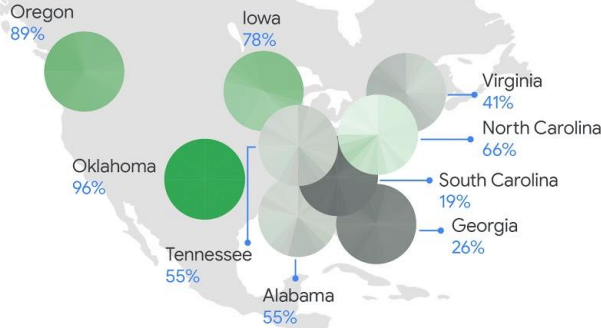 Oregon
89%
Iowa
78%
Virginia
41%
North Carolina
66%
Oklahoma
96%
South Carolina
19%
Georgia
26%
Tennessee
55%
Alabama
55%